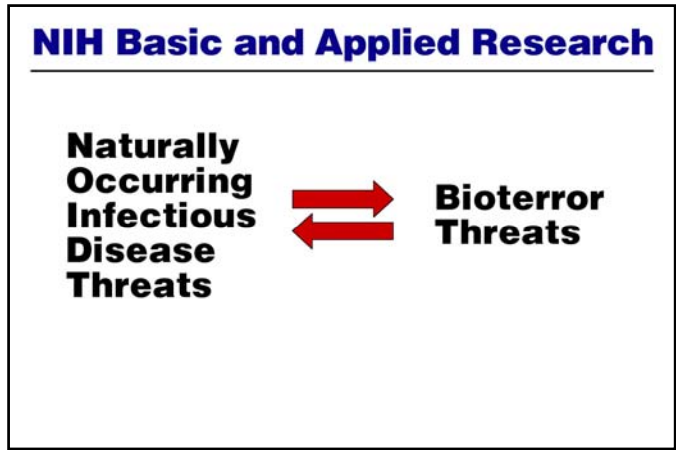 NIH Basic and Applied Research
Naturally
Occurring
Infectious
Disease
Threats
Bioterror
Threats